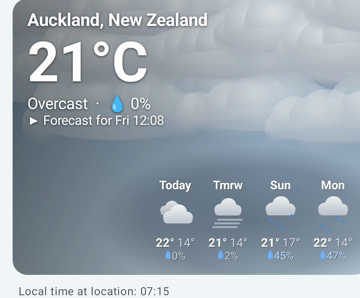 Auckland, New Zealand
21°C
Overcast · 💧 0%
► Forecast for Fri 12:08
Today Tmrw Sun Mon
22° 14° 21° 14° 21° 17° 22° 14°
💧0% 💧2% 💧45% 💧47%
Local time at location: 07:15